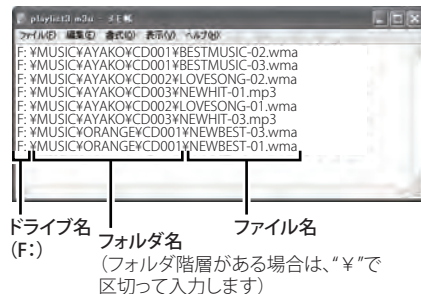 playlist3.m3u - メモ帳
ファイル(F) 編集(E) 書式(O) 表示(V) ヘルプ(H)
F: ¥MUSIC¥AYAKO¥CD001¥BESTMUSIC-02.wma
F: ¥MUSIC¥AYAKO¥CD001¥BESTMUSIC-03.wma
F: ¥MUSIC¥AYAKO¥CD002¥LOVESONG-02.wma
F: ¥MUSIC¥AYAKO¥CD003¥NEWHIT-01.mp3
F: ¥MUSIC¥AYAKO¥CD002¥LOVESONG-01.wma
F: ¥MUSIC¥AYAKO¥CD003¥NEWHIT-03.mp3
F: ¥MUSIC¥ORANGE¥CD001¥NEWBEST-03.wma
F: ¥MUSIC¥ORANGE¥CD001¥NEWBEST-01.wma
ドライブ名
(F:)
フォルダ名
ファイル名
(フォルダ階層がある場合は、“¥”で
区切って入力します)